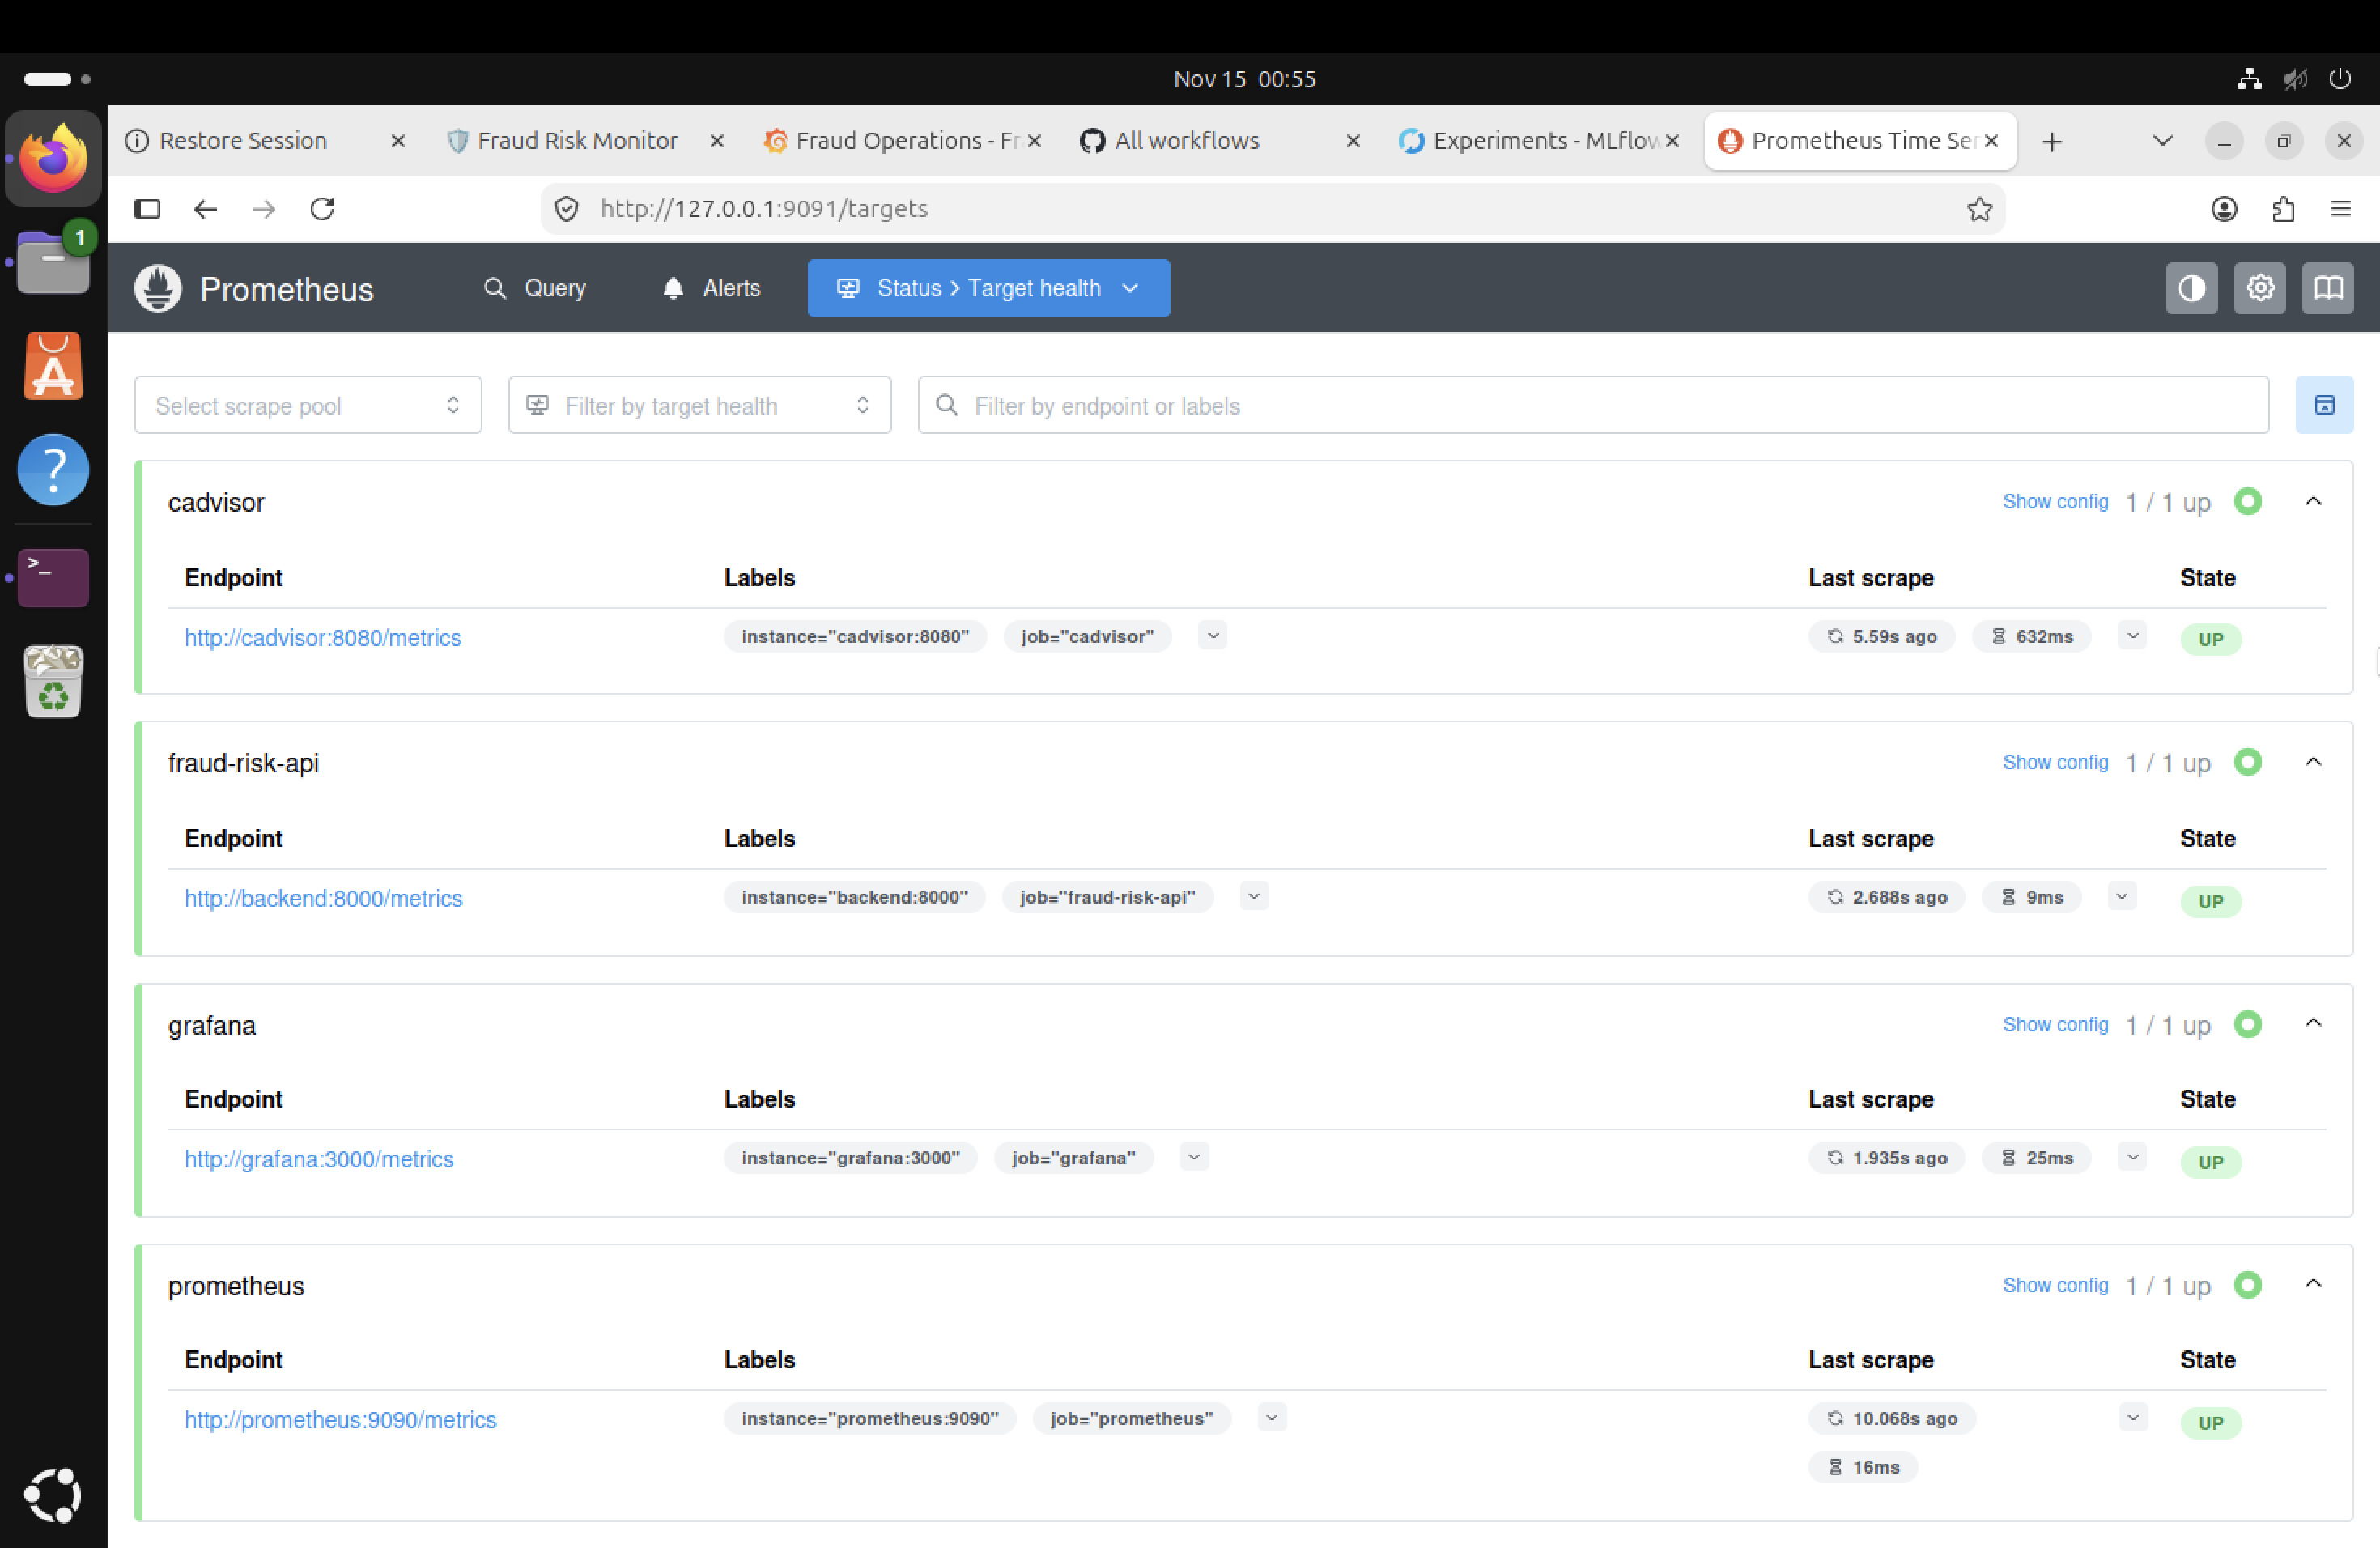 Nov 15 00:55
Restore Session
Fraud Risk Monitor
Fraud Operations - Fr
All workflows
Experiments - MLflow
Prometheus Time Ser
1
http://127.0.0.1:9091/targets
Prometheus
Query
Alerts
Status > Target health
Select scrape pool
Filter by target health
Filter by endpoint or labels
cadvisor
Show config
1 / 1 up
Endpoint
Labels
Last scrape
State
http://cadvisor:8080/metrics
instance="cadvisor:8080"
job="cadvisor"
5.59s ago
632ms
UP
fraud-risk-api
Show config
1 / 1 up
Endpoint
Labels
Last scrape
State
http://backend:8000/metrics
instance="backend:8000"
job="fraud-risk-api"
2.688s ago
9ms
UP
grafana
Show config
1 / 1 up
Endpoint
Labels
Last scrape
State
http://grafana:3000/metrics
instance="grafana:3000"
job="grafana"
1.935s ago
25ms
UP
prometheus
Show config
1 / 1 up
Endpoint
Labels
Last scrape
State
http://prometheus:9090/metrics
instance="prometheus:9090"
job="prometheus"
10.068s ago
UP
16ms